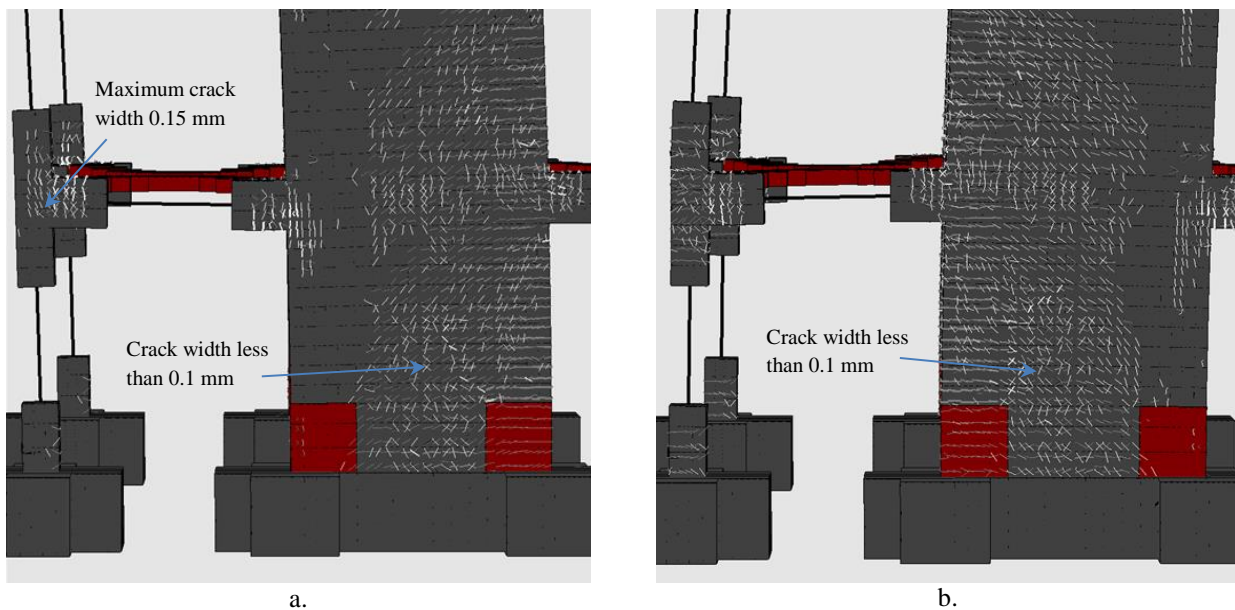 Maximum crack
width 0.15 mm
Crack width less
than 0.1 mm
a.
Crack width less
than 0.1 mm
b.